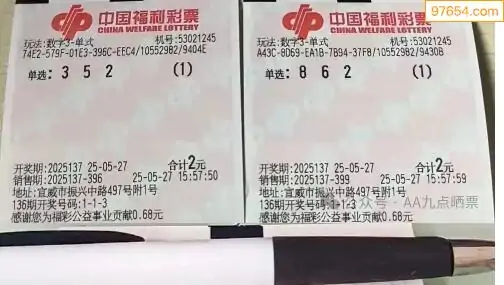 97654.com
中国福利彩票
CHINA WELFARE LOTTERY
玩法:数字3-单式 机号:53021245
74E2-579F-01E3-396C-EEC4/10552982/9404E
单选: 3 5 2 (1)
开奖期:2025137 25-05-27 合计2元
销售期:2025137-396 25-05-27 15:57:50
地址:宜威市振兴中路497号附1号
136期开奖号码:1-1-3
感谢您为福彩公益事业贡献0.68元
中国福利彩票
CHINA WELFARE LOTTERY
玩法:数字3-单式 机号:53021245
A43C-8D69-EA1B-7B94-37F8/10552982/9430B
单选: 8 6 2 (1)
开奖期:2025137 25-05-27 合计2元
销售期:2025137-399 25-05-27 15:57:59
地址:宜威市振兴中路497号附1号
136期开奖号码:1-1-3
感谢您为福彩公益事业贡献0.68元
众号·AA九点晒票